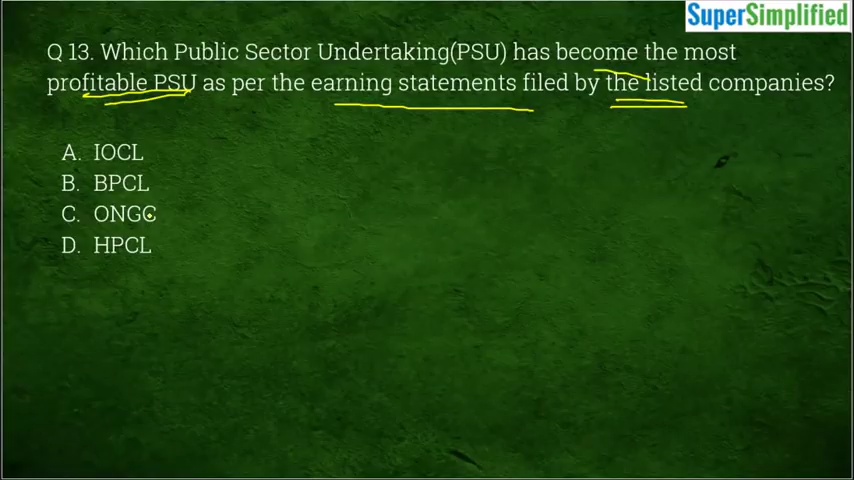 SuperSimplified
Q 13. Which Public Sector Undertaking(PSU) has become the most
profitable PSU as per the earning statements filed by the listed companies?
A. IOCL
B. BPCL
C. ONGC
D. HPCL